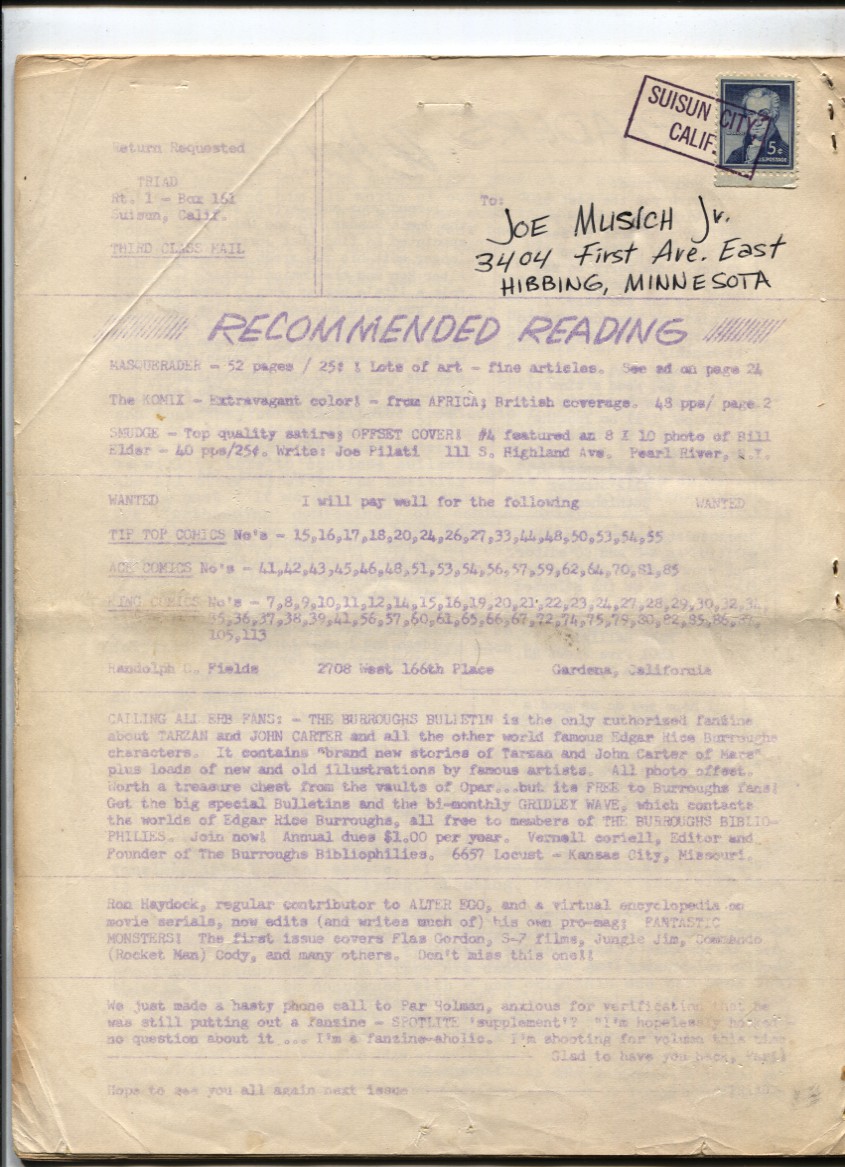 SUISUN CITY
CALIF.
5¢
U.S. POSTAGE
Return Requested
TRIAD
Rt. 1 - Box 161
Suisun, Calif.
THIRD CLASS MAIL
To:
JOE MUSICH Jr.
3404 First Ave. East
HIBBING, MINNESOTA
RECOMMENDED READING
MASQUERADER - 52 pages / 25¢ ! Lots of art - fine articles. See ad on page 24
The KOMIX - Extravagant color! - from AFRICA; British coverage. 48 pps/ page 2
SMUDGE - Top quality satire; OFFSET COVER! #4 featured an 8 X 10 photo of Bill
Elder - 40 pps/25¢. Write: Joe Pilati 111 S. Highland Ave. Pearl River, N.Y.
WANTED I will pay well for the following WANTED
TIP TOP COMICS No's - 15,16,17,18,20,24,26,27,33,44,48,50,53,54,55
ACE COMICS No's - 41,42,43,45,46,48,51,53,54,56,57,59,62,64,70,81,85
KING COMICS No's - 7,8,9,10,11,12,14,15,16,19,20,21,22,23,24,27,28,29,30,32,34
35,36,37,38,39,41,56,57,60,61,65,66,67,72,74,75,79,80,82,85,86,
105,113
Randolph Fields 2708 West 166th Place Gardena, California
CALLING ALL ERB FANS: - THE BURROUGHS BULLETIN is the only authorized fanzine
about TARZAN and JOHN CARTER and all the other world famous Edgar Rice Burroughs
characters. It contains "brand new stories of Tarzan and John Carter of Mars"
plus loads of new and old illustrations by famous artists. All photo offset.
Worth a treasure chest from the vaults of Opar...but its FREE to Burroughs fans!
Get the big special Bulletins and the bi-monthly GRIDLEY WAVE, which contacts
the worlds of Edgar Rice Burroughs, all free to members of THE BURROUGHS BIBLIO-
PHILIES. Join now! Annual dues $1.00 per year. Vernell coriell, Editor and
Founder of The Burroughs Bibliophilies. 6657 Locust - Kansas City, Missouri.
Ron Haydock, regular contributor to ALTER EGO, and a virtual encyclopedia on
movie serials, now edits (and writes much of) his own pro-mag; FANTASTIC
MONSTERS! The first issue covers Flas Gordon, S-7 films, Jungle Jim, Commando
(Rocket Man) Cody, and many others. Don't miss this one!!
We just made a hasty phone call to Par Holman, anxious for verification that he
was still putting out a fanzine - SPOTLITE 'supplement'? "I'm hopelessly hooked-
no question about it ... I'm a fanzine-aholic. I'm shooting for volume this time.
Glad to have you back, Par!
Hope to see you all again next issue